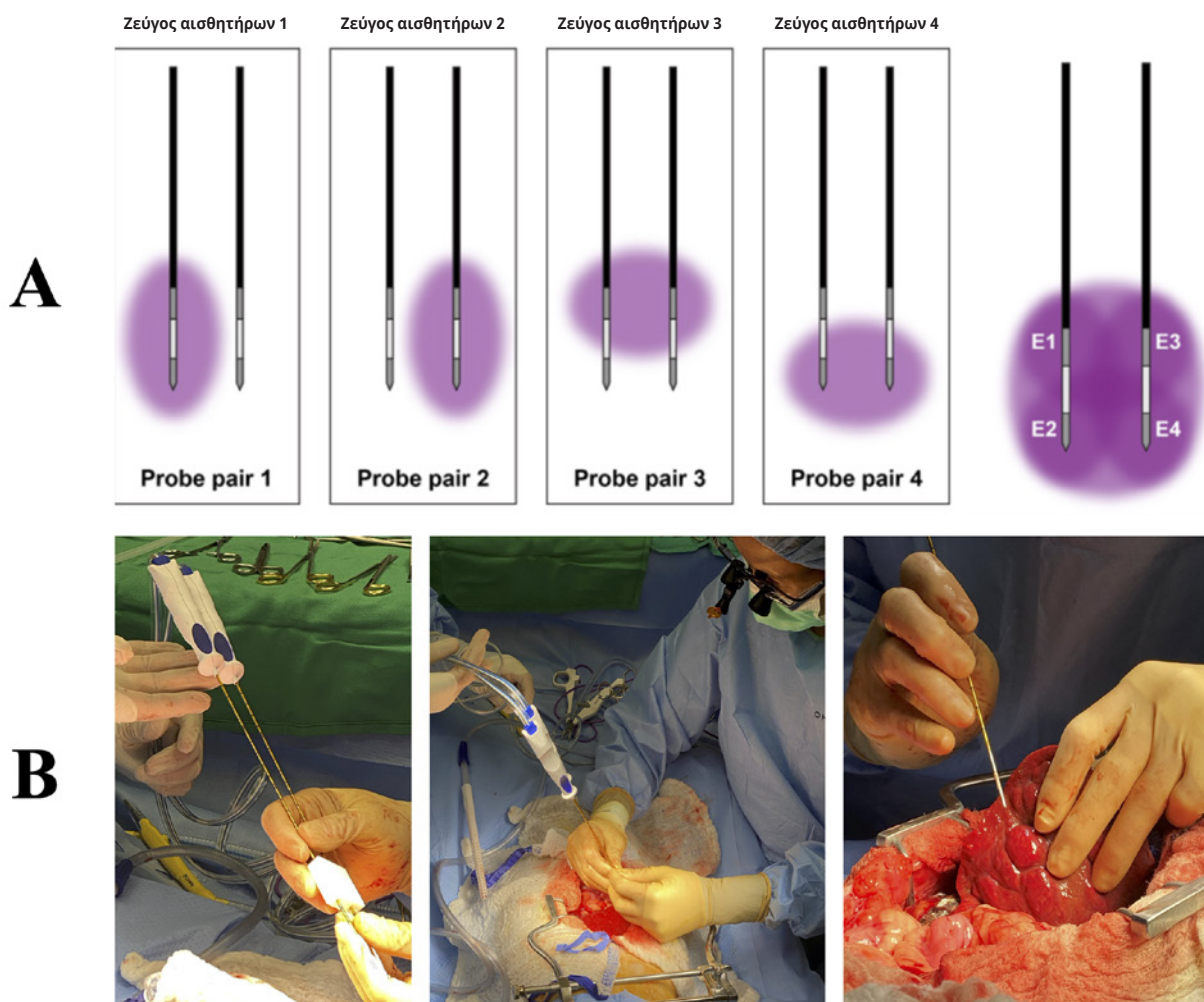 Ζεύγος αισθητήρων 1
Ζεύγος αισθητήρων 2
Ζεύγος αισθητήρων 3
Ζεύγος αισθητήρων 4
A
E1
E3
E2
E4
Probe pair 1
Probe pair 2
Probe pair 3
Probe pair 4
B